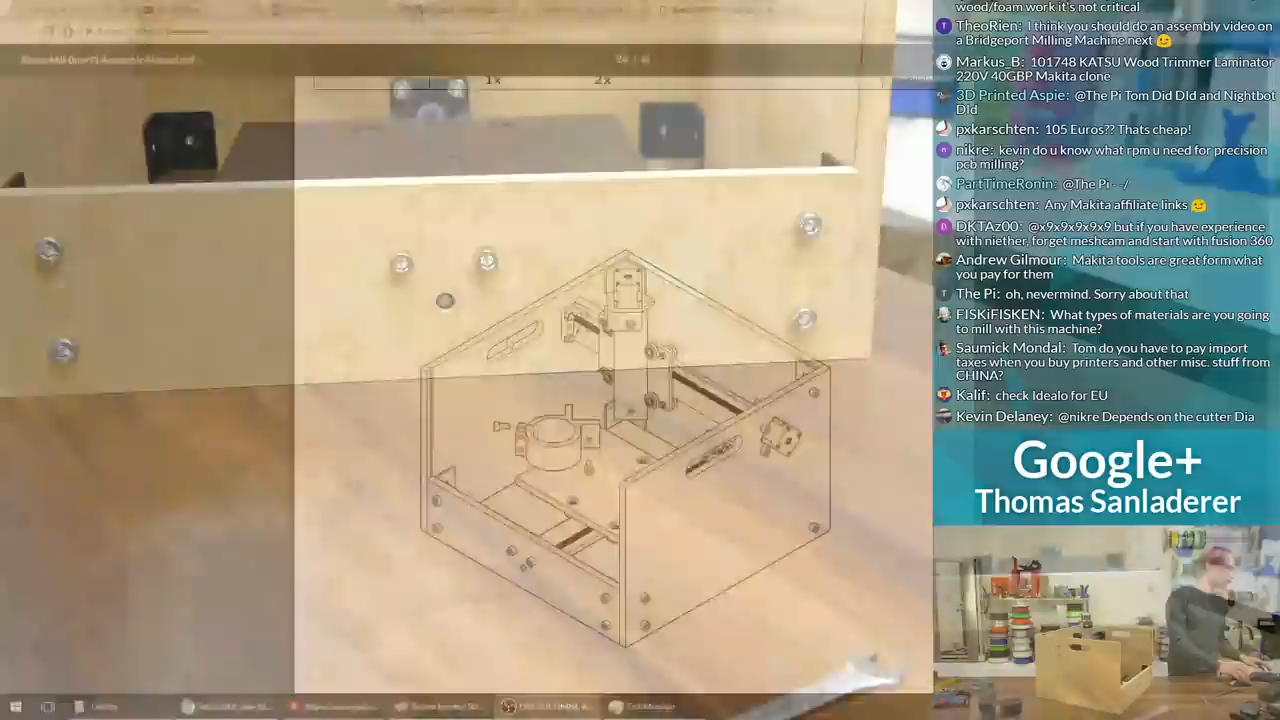 24 / 41
1x
2x
wood/foam work it's not critical
TheoRien: I think you should do an assembly video on
a Bridgeport Milling Machine next
Markus_B: 101748 KATSU Wood Trimmer Laminator
220V 40GBP Makita clone
3D Printed Aspie: @The Pi Tom Did DId and Nightbot
DId
pxkarschten: 105 Euros?? Thats cheap!
nikre: kevin do u know what rpm u need for precision
pcb milling?
PartTimeRonin: @The Pi -.-/
pxkarschten: Any Makita affiliate links
DKTAz00: @x9x9x9x9x9 but if you have experience
with niether, forget meshcam and start with fusion 360
Andrew Gilmour: Makita tools are great form what
you pay for them
The Pi: oh, nevermind. Sorry about that
FISKiFISKEN: What types of materials are you going
to mill with this machine?
Saumick Mondal: Tom do you have to pay import
taxes when you buy printers and other misc. stuff from
CHINA?
Kalif: check Idealo for EU
Kevin Delaney: @nikre Depends on the cutter Dia
Google+
Thomas Sanladerer